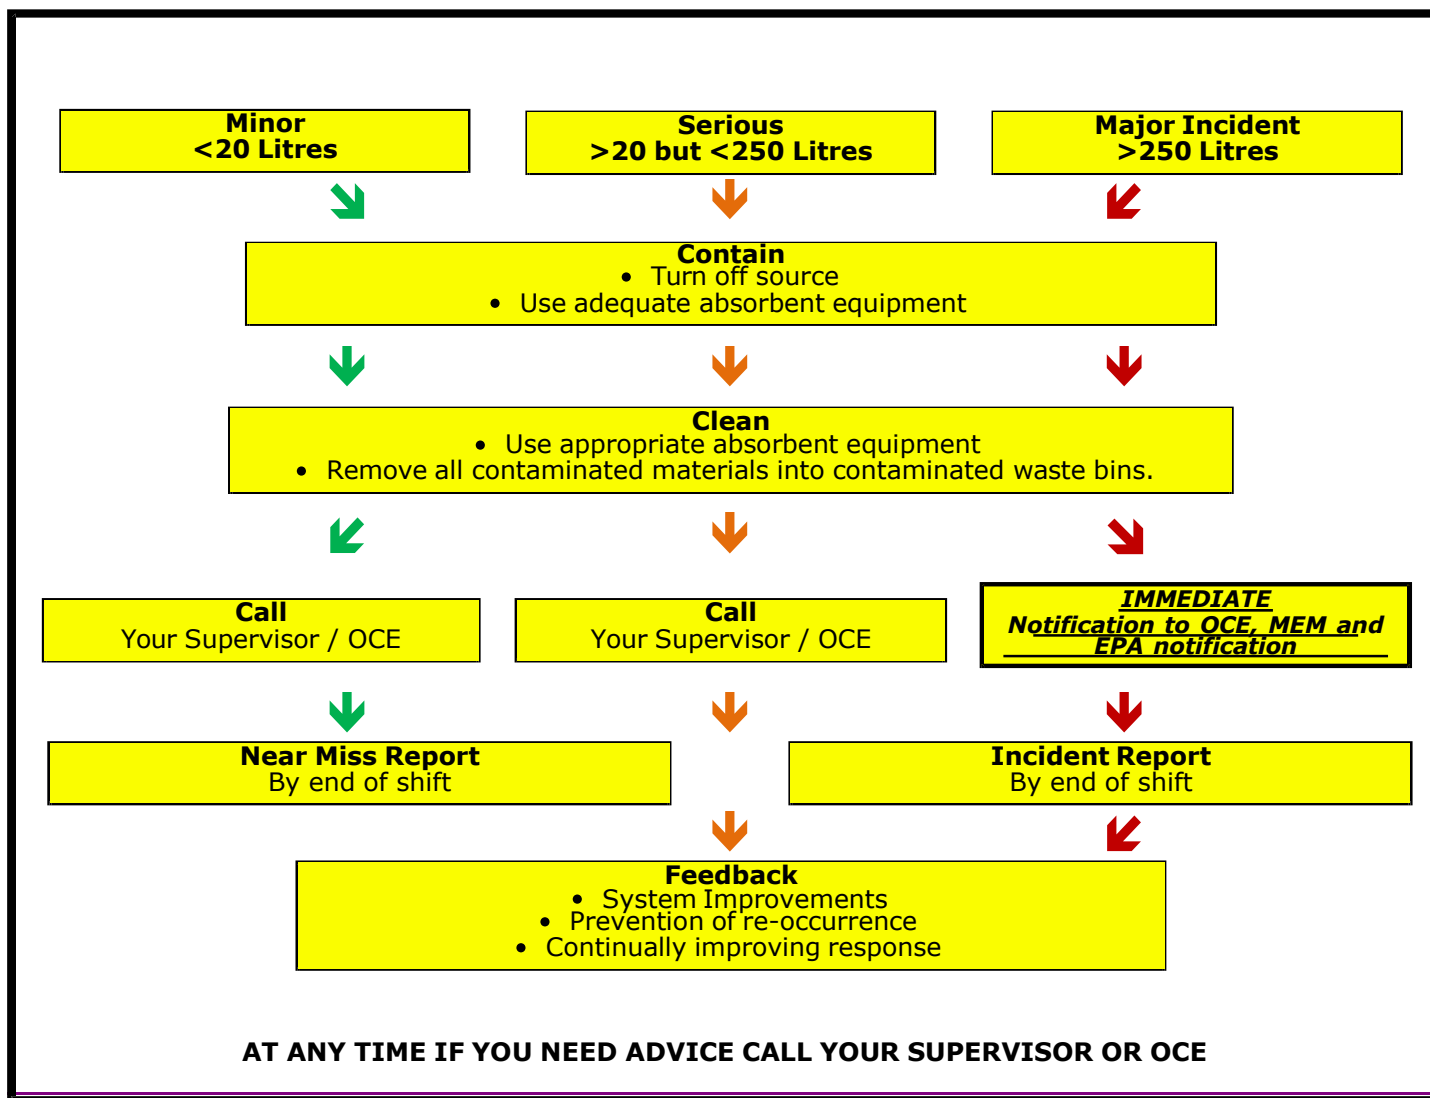 Minor
<20 Litres
Serious
>20 but <250 Litres
Major Incident
>250 Litres
Contain
• Turn off source
• Use adequate absorbent equipment
Clean
• Use appropriate absorbent equipment
• Remove all contaminated materials into contaminated waste bins.
Call
Your Supervisor / OCE
Call
Your Supervisor / OCE
IMMEDIATE
Notification to OCE, MEM and
EPA notification
Near Miss Report
By end of shift
Incident Report
By end of shift
Feedback
• System Improvements
• Prevention of re-occurrence
• Continually improving response
AT ANY TIME IF YOU NEED ADVICE CALL YOUR SUPERVISOR OR OCE